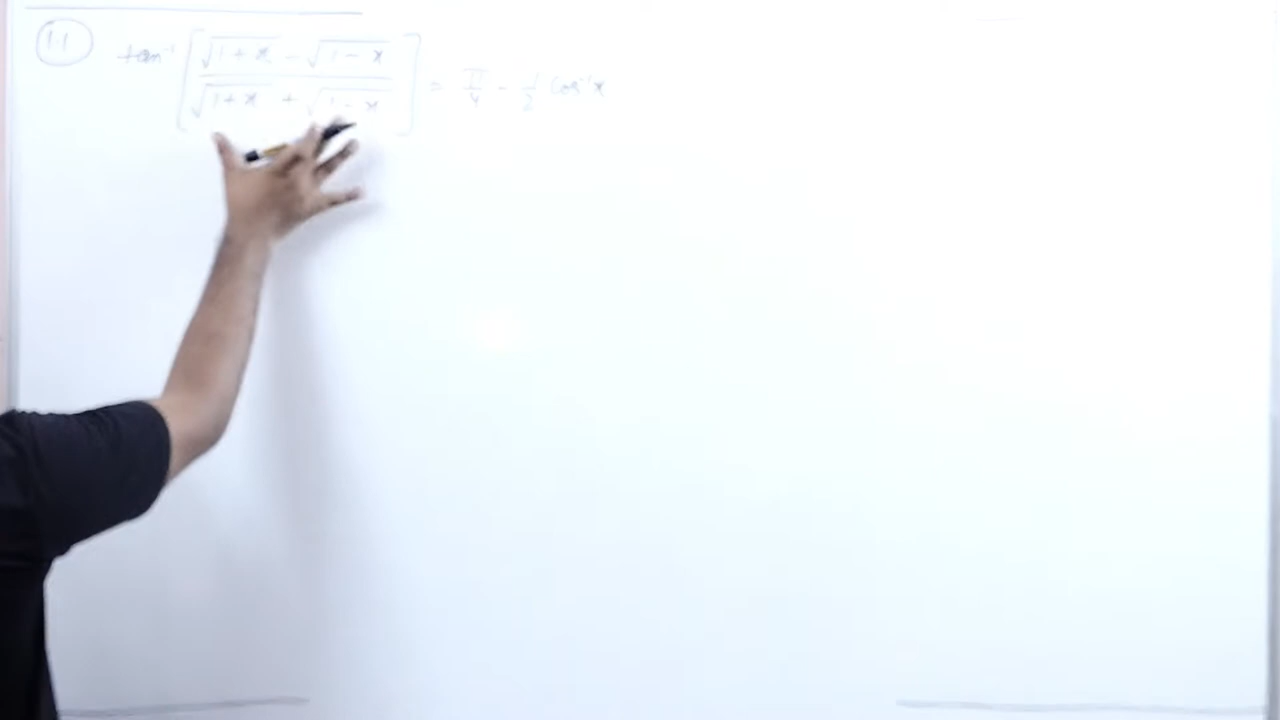 11 tan⁻¹ [ (√(1+x) - √(1-x)) / (√(1+x) + √(1-x)) ] = π/4 - 1/2 cos⁻¹x